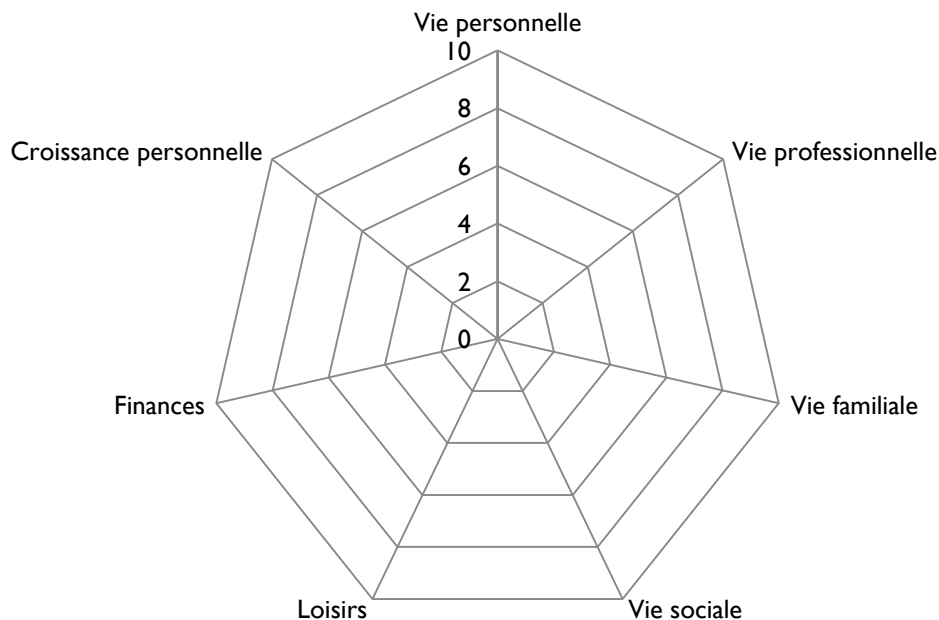 Vie personnelle
10
8
Croissance personnelle
Vie professionnelle
6
4
2
0
Finances
Vie familiale
Loisirs
Vie sociale